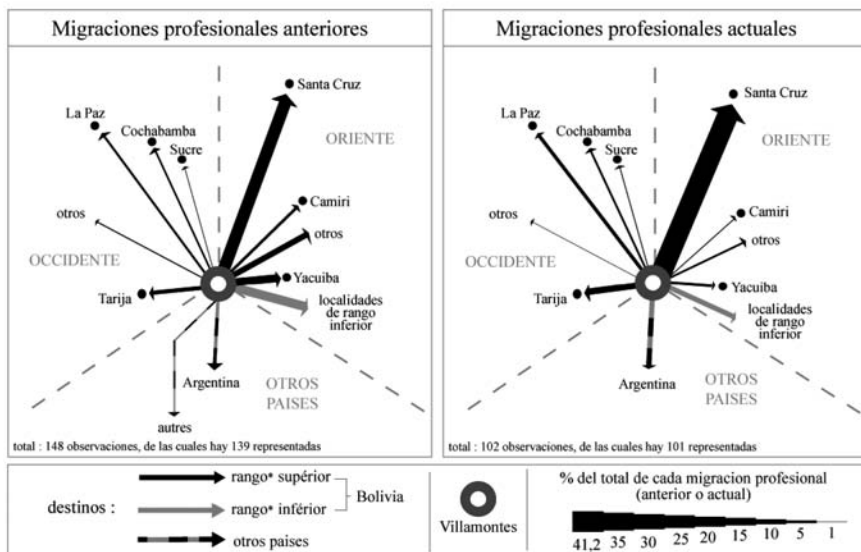 Migraciones profesionales anteriores
Santa Cruz
La Paz
Cochabamba
Sucre
ORIENTE
Camiri
otros
otros
OCCIDENTE
Yacuiba
Tarija
localidades
de rango
inferior
Argentina
OTROS
PAISES
autres
total : 148 observaciones, de las cuales hay 139 representadas
Migraciones profesionales actuales
Santa Cruz
La Paz
Cochabamba
Sucre
ORIENTE
Camiri
otros
otros
OCCIDENTE
Yacuiba
Tarija
localidades
de rango
inferior
Argentina
OTROS
PAISES
total : 102 observaciones, de las cuales hay 101 representadas
destinos :
rango* supérior
rango* inférior
Bolivia
otros paises
Villamontes
% del total de cada migracion profesional
(anterior o actual)
41,2 35 30 25 20 15 10 5 1